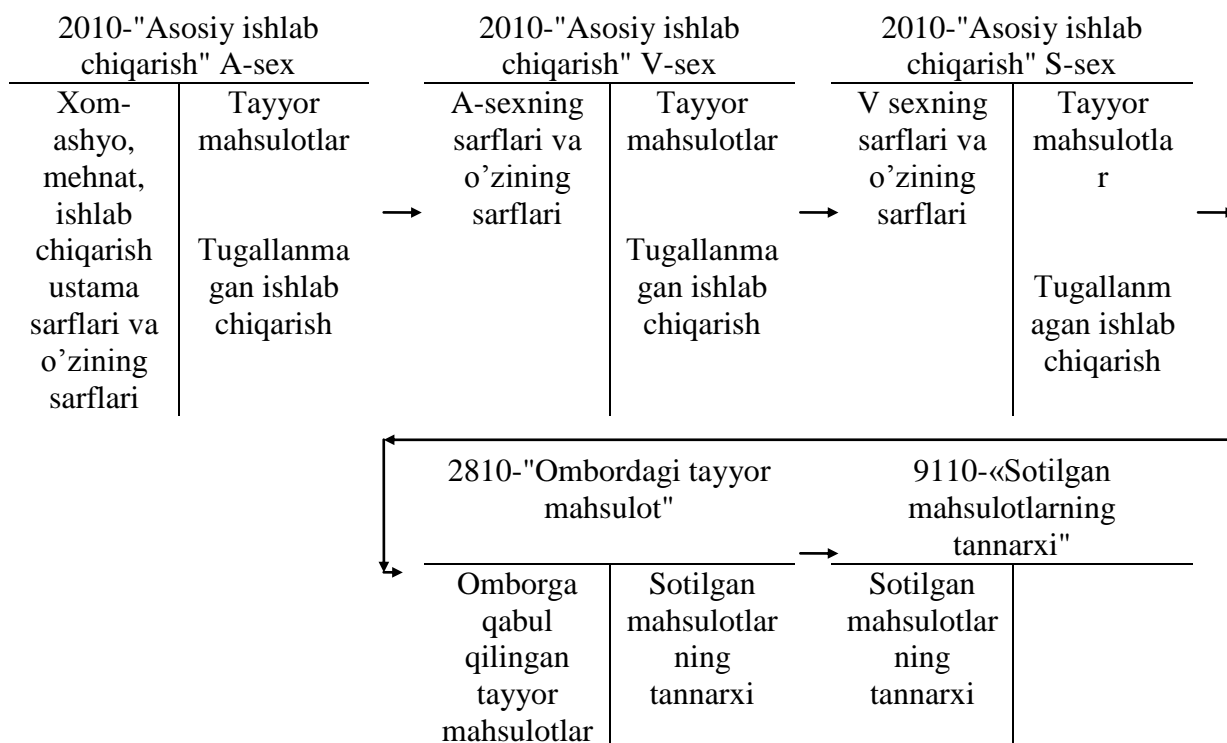 2010-"Asosiy ishlab
chiqarish" A-sex
Xom-
ashyo,
mehnat,
ishlab
chiqarish
ustama
sarflari va
o’zining
sarflari
Tayyor
mahsulotlar
Tugallanma
gan ishlab
chiqarish
2010-"Asosiy ishlab
chiqarish" V-sex
A-sexning
sarflari va
o’zining
sarflari
Tayyor
mahsulotlar
Tugallanma
gan ishlab
chiqarish
2010-"Asosiy ishlab
chiqarish" S-sex
V sexning
sarflari va
o’zining
sarflari
Tayyor
mahsulotla
r
Tugallanm
agan ishlab
chiqarish
2810-"Ombordagi tayyor
mahsulot"
Omborga
qabul
qilingan
tayyor
mahsulotlar
Sotilgan
mahsulotlar
ning
tannarxi
9110-«Sotilgan
mahsulotlarning
tannarxi"
Sotilgan
mahsulotlar
ning
tannarxi